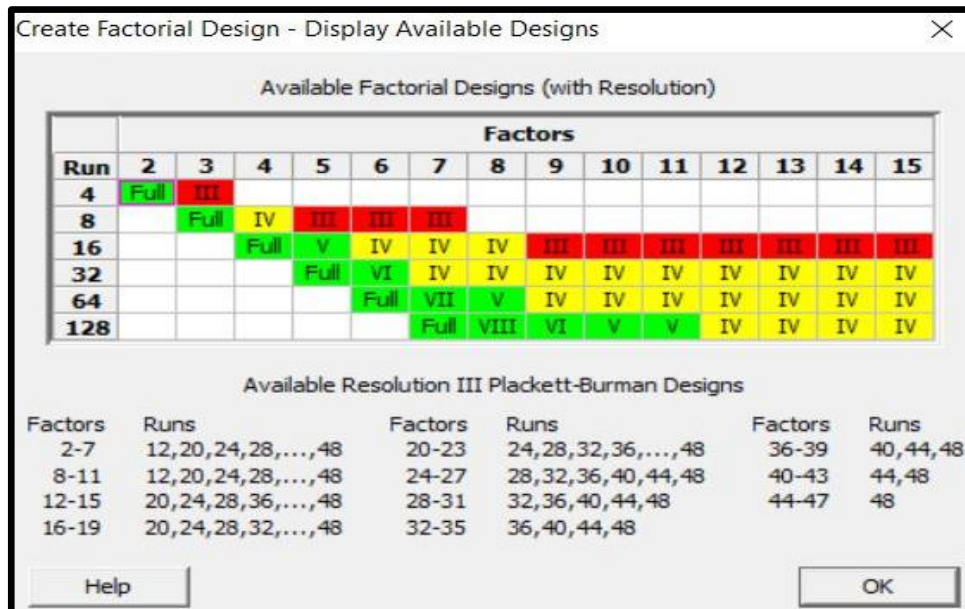 Create Factorial Design - Display Available Designs
Available Factorial Designs (with Resolution)
Factors
Run 2 3 4 5 6 7 8 9 10 11 12 13 14 15
4 Full III
8 Full IV III III III
16 Full V IV IV IV III III III III III III III
32 Full VI IV IV IV IV IV IV IV IV IV
64 Full VII V IV IV IV IV IV IV IV
128 Full VIII VI V V IV IV IV IV
Available Resolution III Plackett-Burman Designs
Factors Runs Factors Runs Factors Runs
2-7 12,20,24,28,...,48 20-23 24,28,32,36,...,48 36-39 40,44,48
8-11 12,20,24,28,...,48 24-27 28,32,36,40,44,48 40-43 44,48
12-15 20,24,28,36,...,48 28-31 32,36,40,44,48 44-47 48
16-19 20,24,28,32,...,48 32-35 36,40,44,48
Help OK